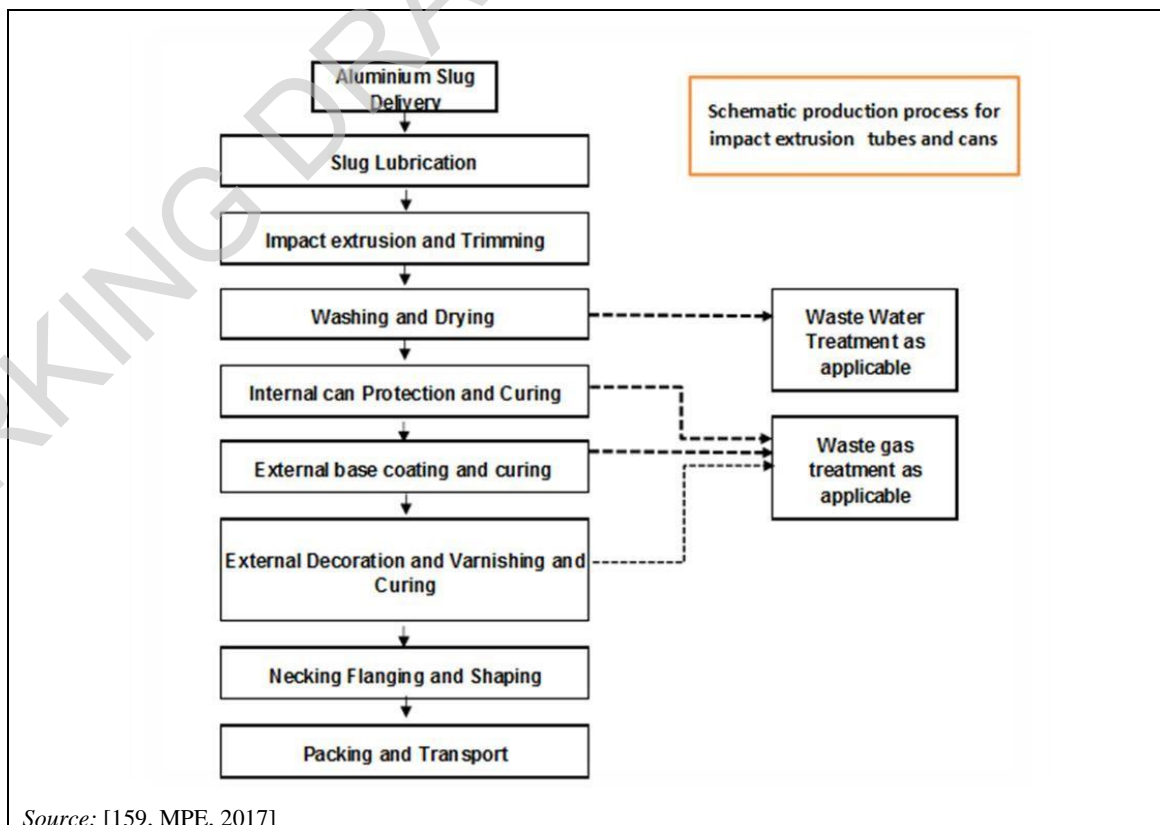 Aluminium Slug
Delivery
Schematic production process for
impact extrusion tubes and cans
Slug Lubrication
Impact extrusion and Trimming
Washing and Drying
Waste Water
Treatment as
applicable
Internal can Protection and Curing
Waste gas
treatment as
applicable
External base coating and curing
External Decoration and Varnishing and
Curing
Necking Flanging and Shaping
Packing and Transport
Source: [159, MPE, 2017]
RKING DRA